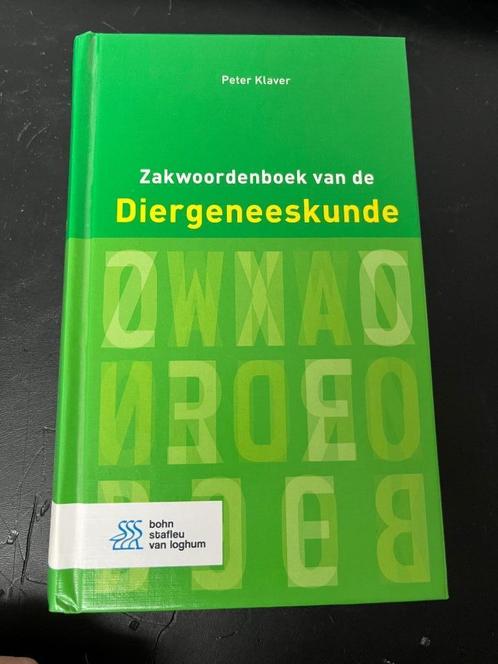 Peter Klaver
Zakwoordenboek van de
Diergeneeskunde
bohn
stafleu
van loghum